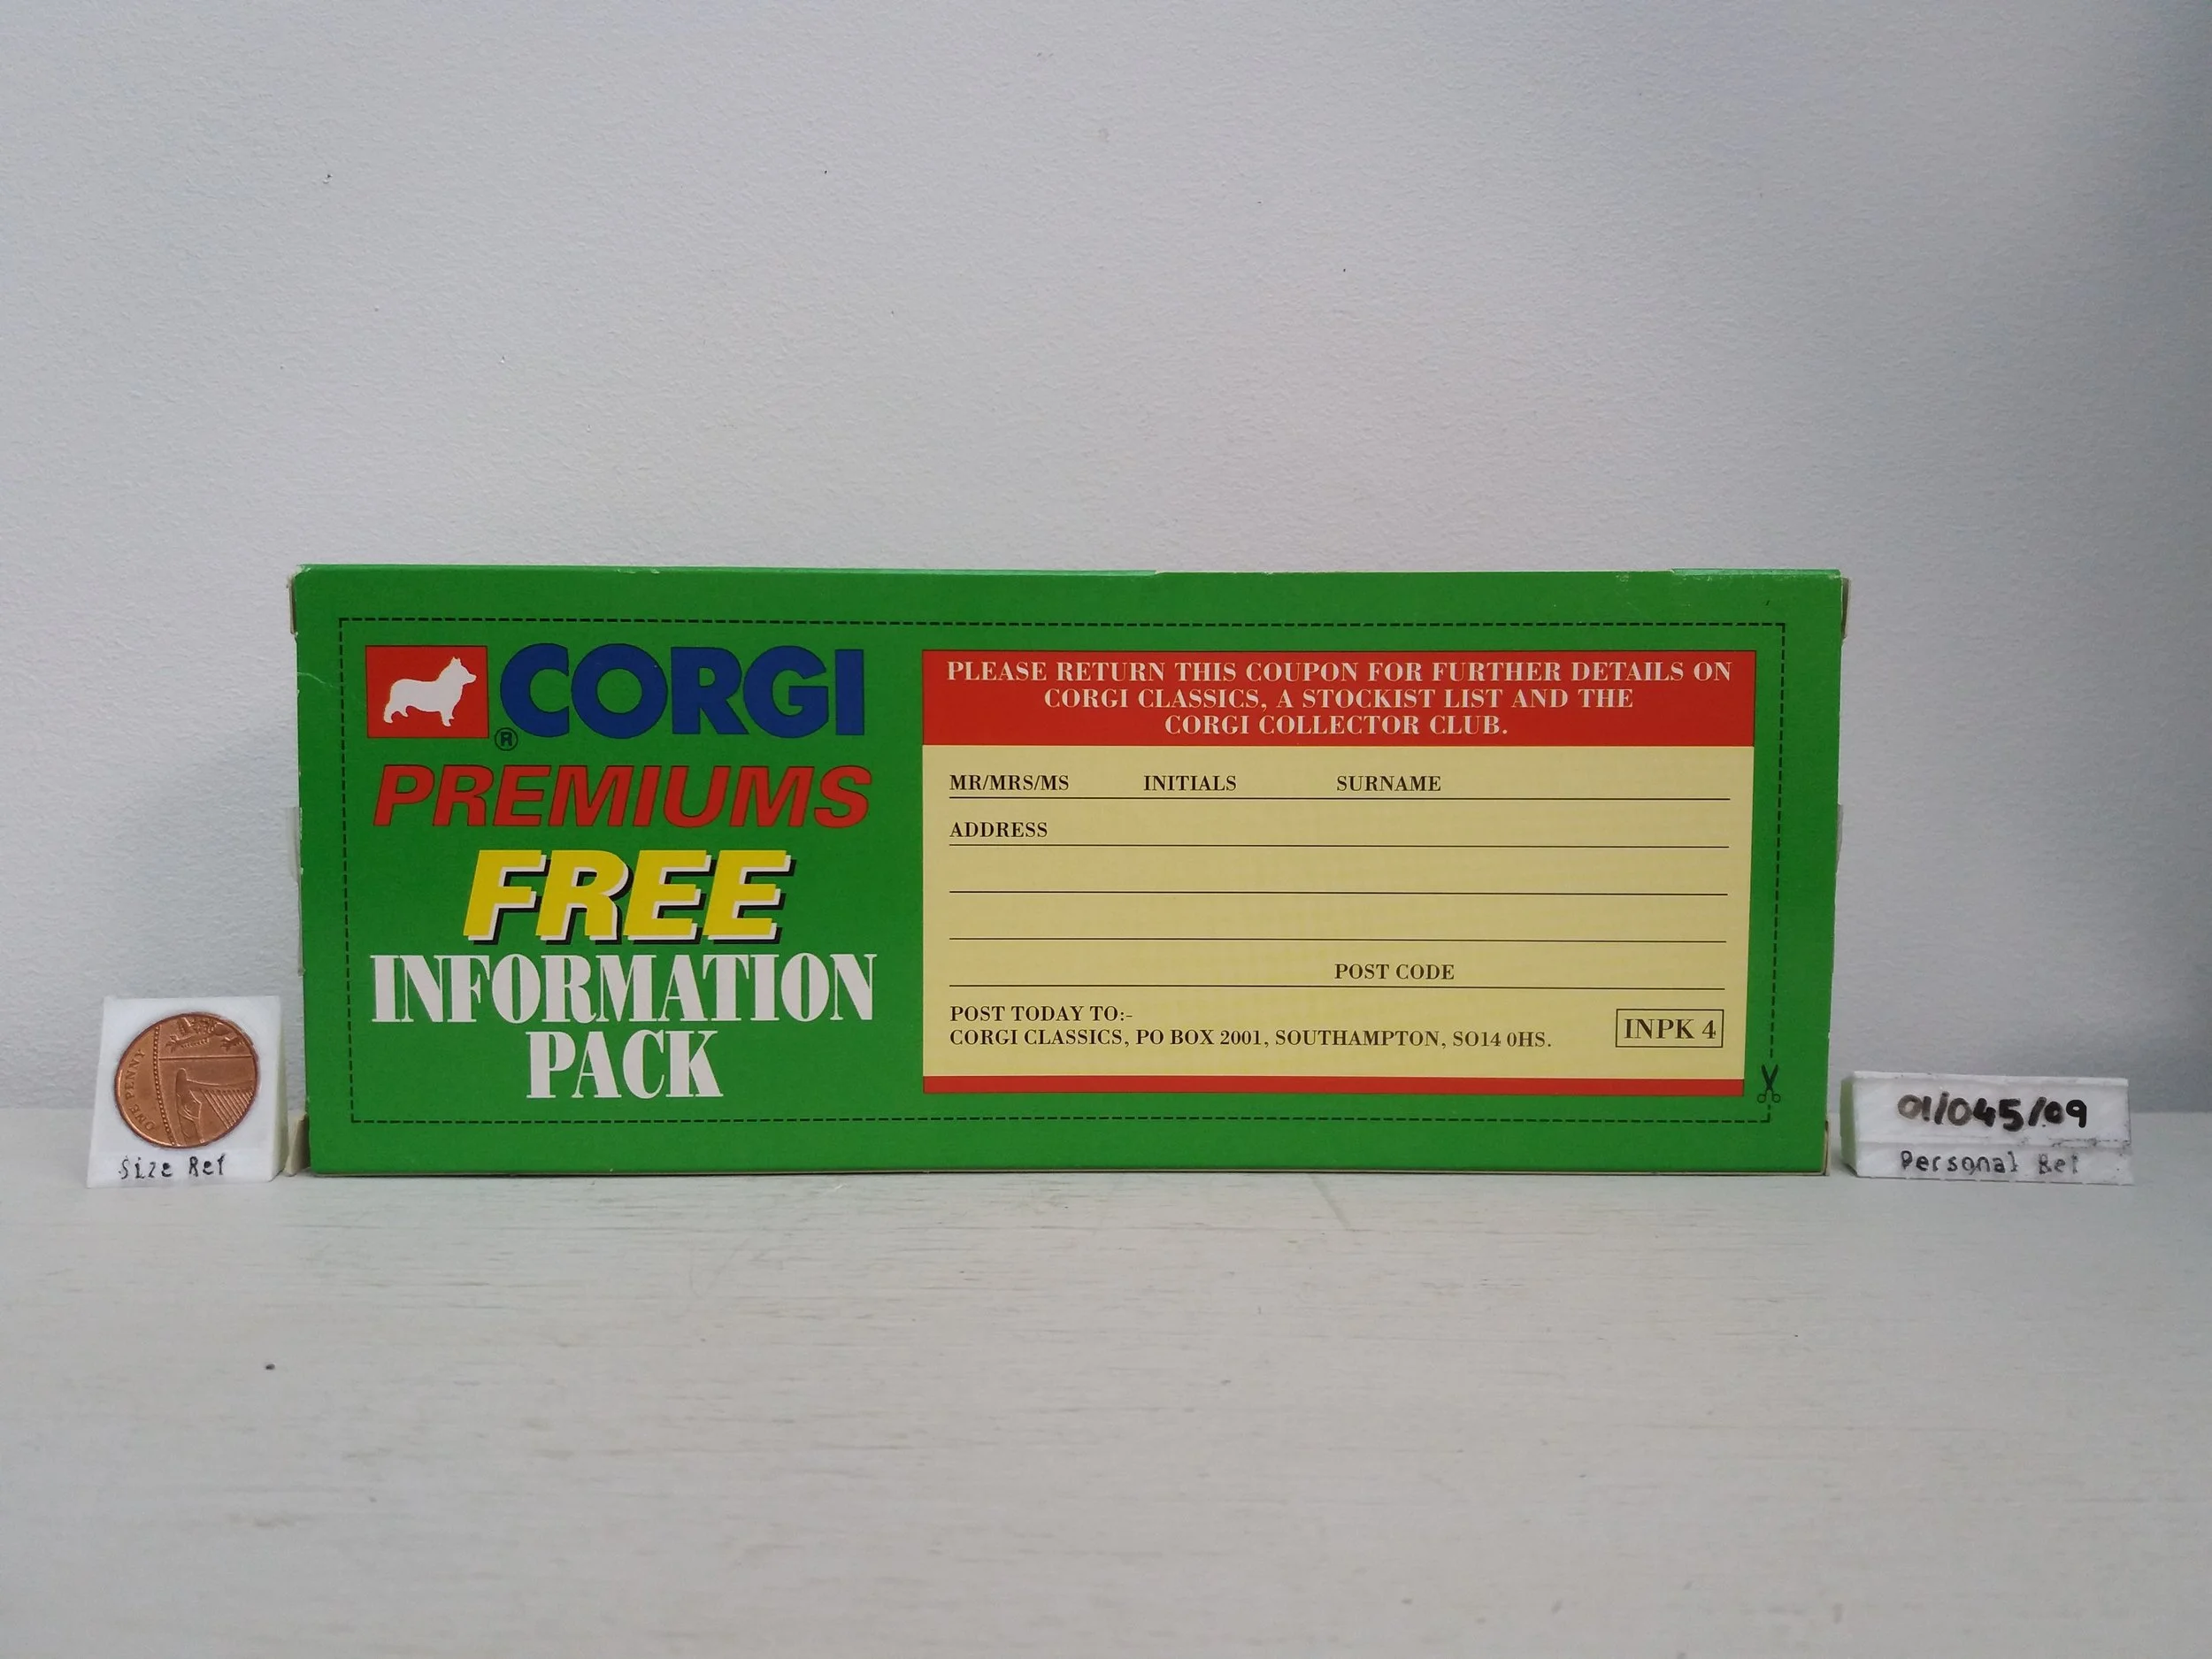 CORGI
®
PREMIUMS
FREE
INFORMATION
PACK
PLEASE RETURN THIS COUPON FOR FURTHER DETAILS ON
CORGI CLASSICS, A STOCKIST LIST AND THE
CORGI COLLECTOR CLUB.
MR/MRS/MS INITIALS SURNAME
ADDRESS
POST CODE
POST TODAY TO:-
CORGI CLASSICS, PO BOX 2001, SOUTHAMPTON, SO14 0HS.
INPK 4
ONE PENNY
Size Ref
01/045/09
Personal Ref